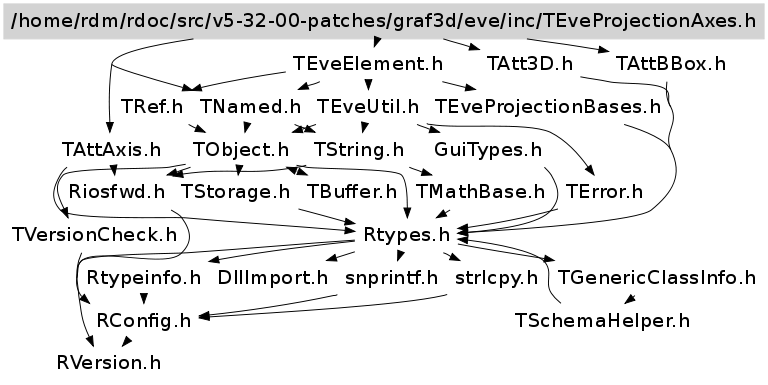 /home/rdm/rdoc/src/v5-32-00-patches/graf3d/eve/inc/TEveProjectionAxes.h
TEveElement.h TAtt3D.h TAttBBox.h
TRef.h TNamed.h TEveUtil.h TEveProjectionBases.h
TAttAxis.h TObject.h TString.h GuiTypes.h
Riosfwd.h TStorage.h TBuffer.h TMathBase.h TError.h
TVersionCheck.h Rtypes.h
Rtypeinfo.h DllImport.h snprintf.h strlcpy.h TGenericClassInfo.h
RConfig.h TSchemaHelper.h
RVersion.h